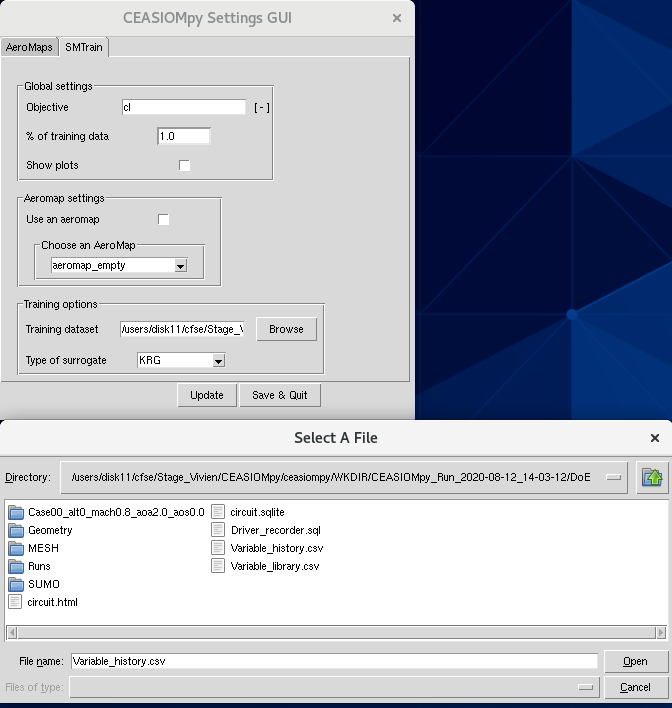 CEASIOMpy Settings GUI
AeroMaps SMTrain
Global settings
Objective cl [-]
% of training data 1.0
Show plots
Aeromap settings
Use an aeromap
Choose an AeroMap
aeromap_empty
Training options
Training dataset /users/disk11/cfse/Stage_V Browse
Type of surrogate KRG
Update Save & Quit
Select A File
Directory: /users/disk11/cfse/Stage_Vivien/CEASIOMpy/ceasiompy/WKDIR/CEASIOMpy_Run_2020-08-12_14-03-12/DoE
Case00_alt0_mach0.8_aoa2.0_aos0.0 circuit.sqlite
Geometry Driver_recorder.sql
MESH Variable_history.csv
Runs Variable_library.csv
SUMO
circuit.html
File name: Variable_history.csv Open
Files of type: Cancel